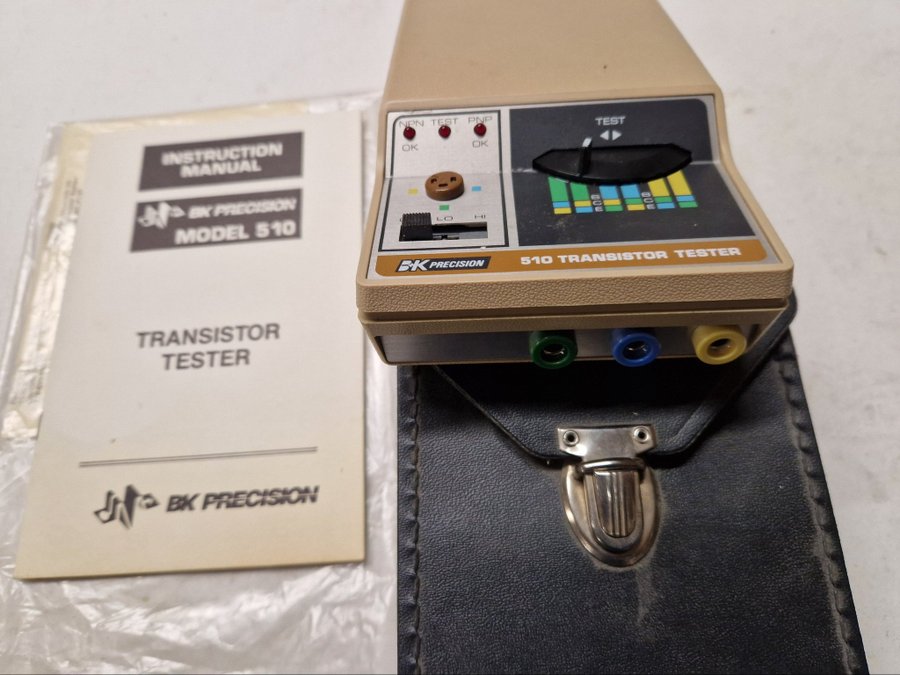 INSTRUCTION
MANUAL
BK PRECISION
MODEL 510
TRANSISTOR
TESTER
BK PRECISION
NPN TEST PNP
OK OK
LO HI
TEST
B
C
E
B
C
E
BK PRECISION
510 TRANSISTOR TESTER